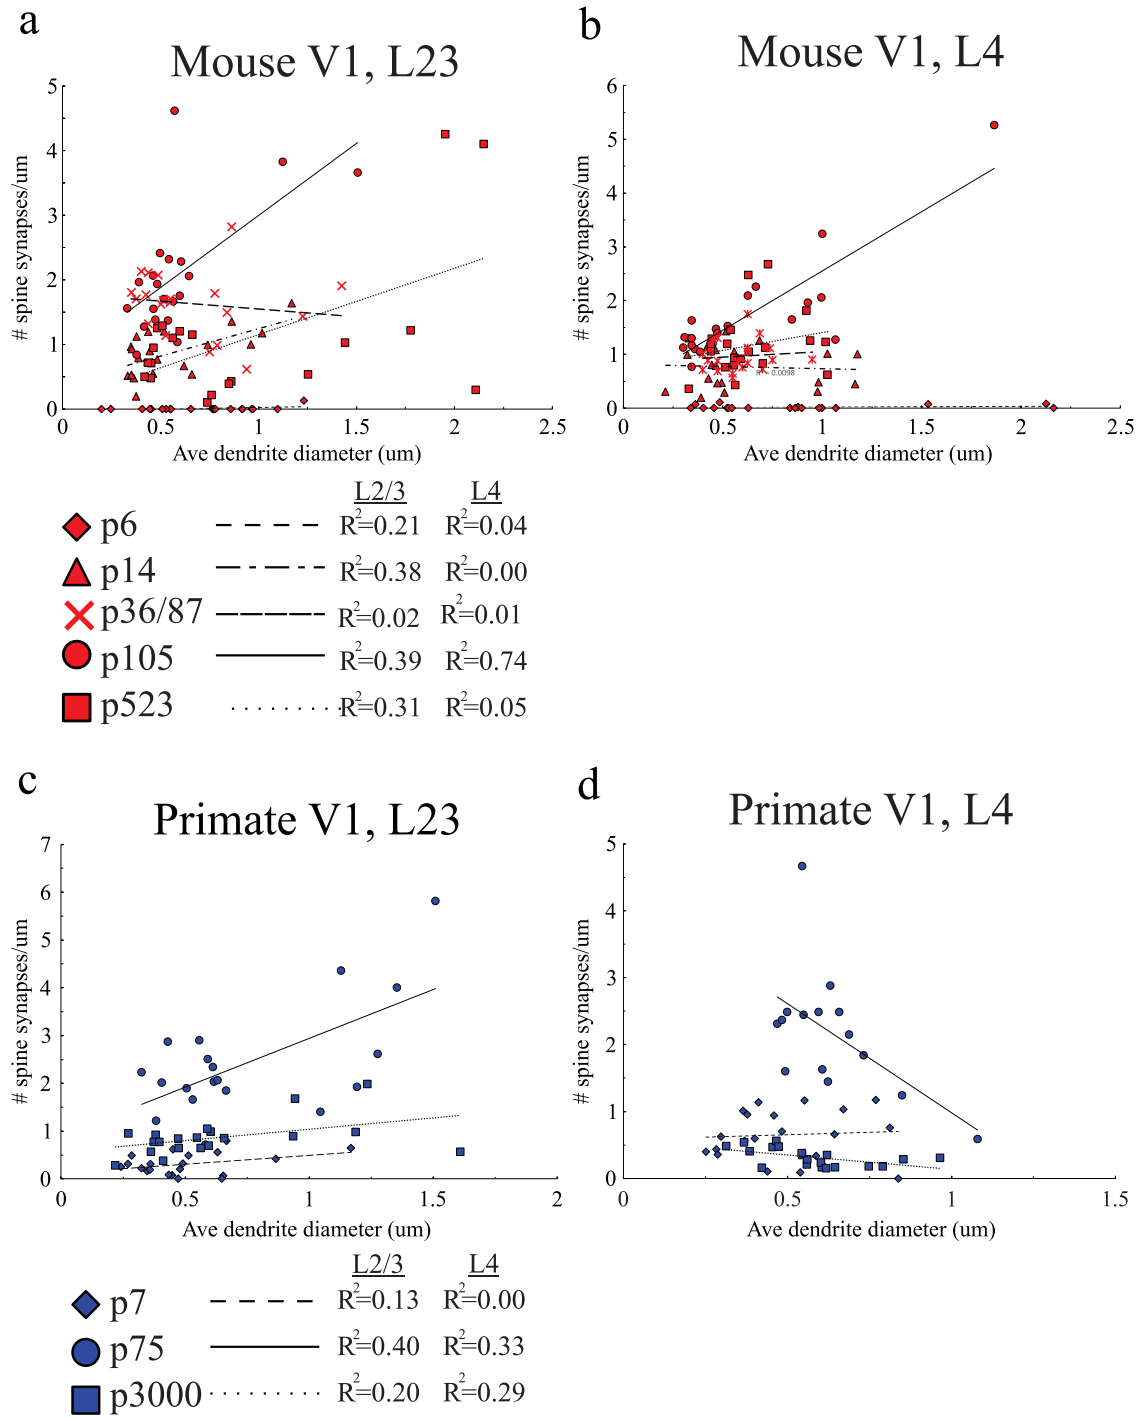 a
Mouse V1, L23
5
4
3
2
1
0
0 0.5 1 1.5 2 2.5
# spine synapses/um
Ave dendrite diameter (um)
b
Mouse V1, L4
6
5
4
3
2
1
0
R² = 0.0098
0 0.5 1 1.5 2 2.5
# spine synapses/um
Ave dendrite diameter (um)
L2/3 L4
p6 R²=0.21 R²=0.04
p14 R²=0.38 R²=0.00
p36/87 R²=0.02 R²=0.01
p105 R²=0.39 R²=0.74
p523 R²=0.31 R²=0.05
c
Primate V1, L23
7
6
5
4
3
2
1
0
0 0.5 1 1.5 2
# spine synapses/um
Ave dendrite diameter (um)
d
Primate V1, L4
5
4
3
2
1
0
0 0.5 1 1.5
# spine synapses/um
Ave dendrite diameter (um)
L2/3 L4
p7 R²=0.13 R²=0.00
p75 R²=0.40 R²=0.33
p3000 R²=0.20 R²=0.29